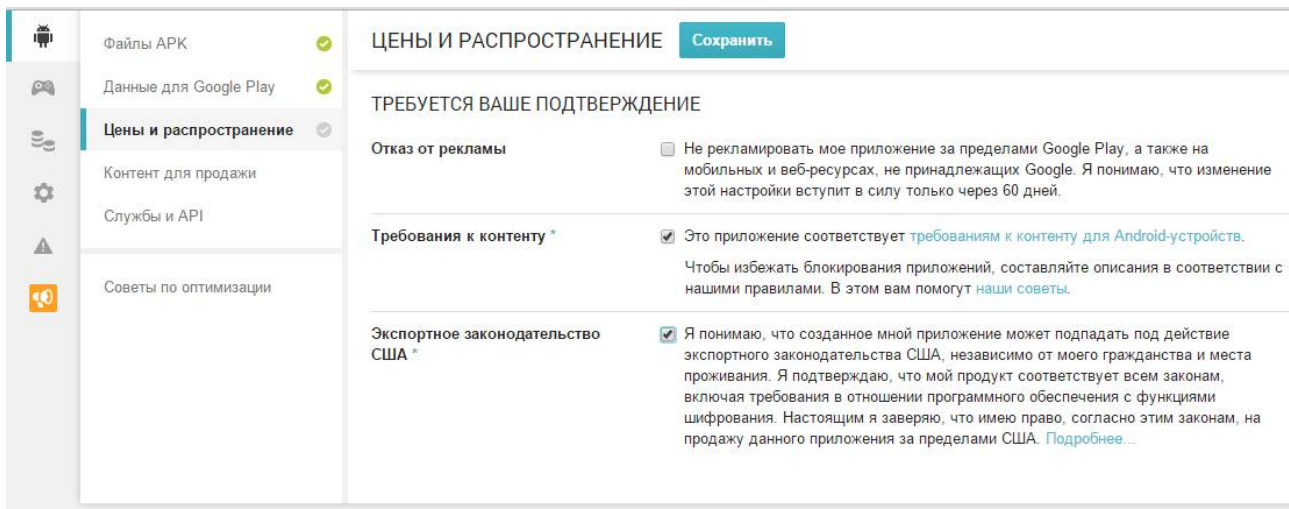 Файлы APK
Данные для Google Play
Цены и распространение
Контент для продажи
Службы и API
Советы по оптимизации
ЦЕНЫ И РАСПРОСТРАНЕНИЕ
Сохранить
ТРЕБУЕТСЯ ВАШЕ ПОДТВЕРЖДЕНИЕ
Отказ от рекламы
Не рекламировать мое приложение за пределами Google Play, а также на
мобильных и веб-ресурсах, не принадлежащих Google. Я понимаю, что изменение
этой настройки вступит в силу только через 60 дней.
Требования к контенту *
Это приложение соответствует требованиям к контенту для Android-устройств.
Чтобы избежать блокирования приложений, составляйте описания в соответствии с
нашими правилами. В этом вам помогут наши советы.
Экспортное законодательство
США *
Я понимаю, что созданное мной приложение может подпадать под действие
экспортного законодательства США, независимо от моего гражданства и места
проживания. Я подтверждаю, что мой продукт соответствует всем законам,
включая требования в отношении программного обеспечения с функциями
шифрования. Настоящим я заверяю, что имею право, согласно этим законам, на
продажу данного приложения за пределами США. Подробнее...